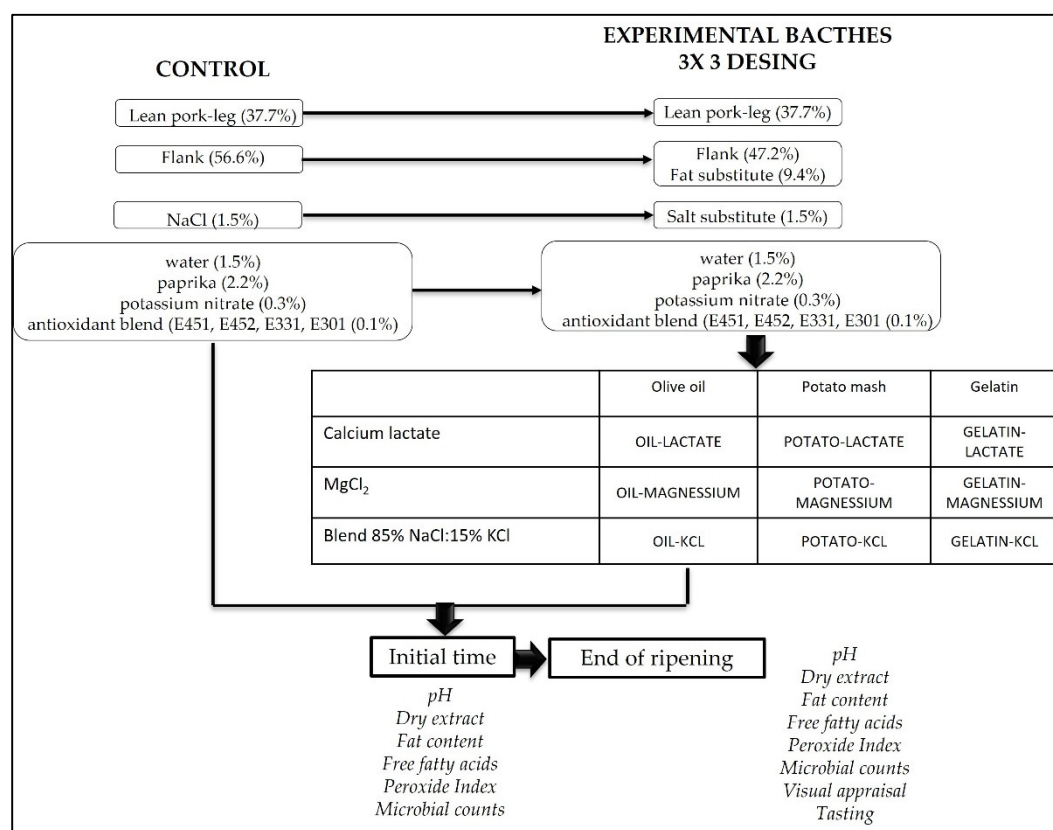 CONTROL
EXPERIMENTAL BACTHES
3X 3 DESING
Lean pork-leg (37.7%)
Lean pork-leg (37.7%)
Flank (56.6%)
Flank (47.2%)
Fat substitute (9.4%)
NaCl (1.5%)
Salt substitute (1.5%)
water (1.5%)
paprika (2.2%)
potassium nitrate (0.3%)
antioxidant blend (E451, E452, E331, E301 (0.1%)
water (1.5%)
paprika (2.2%)
potassium nitrate (0.3%)
antioxidant blend (E451, E452, E331, E301 (0.1%)
Olive oil Potato mash Gelatin
Calcium lactate OIL-LACTATE POTATO-LACTATE GELATIN-
LACTATE
MgCl₂ OIL-MAGNESSIUM POTATO-
MAGNESSIUM GELATIN-
MAGNESSIUM
Blend 85% NaCl:15% KCl OIL-KCL POTATO-KCL GELATIN-KCL
Initial time
End of ripening
pH
Dry extract
Fat content
Free fatty acids
Peroxide Index
Microbial counts
pH
Dry extract
Fat content
Free fatty acids
Peroxide Index
Microbial counts
Visual appraisal
Tasting